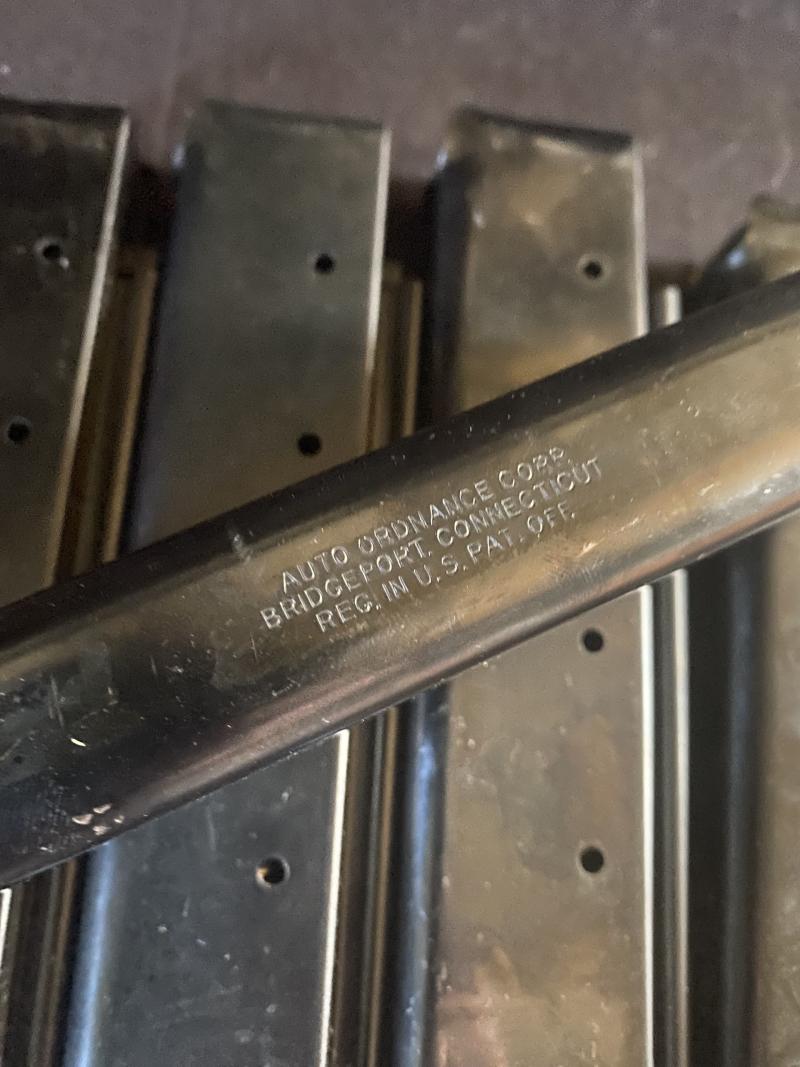 AUTO ORDNANCE CORP.
BRIDGEPORT, CONNECTICUT
REG. IN U.S. PAT. OFF.